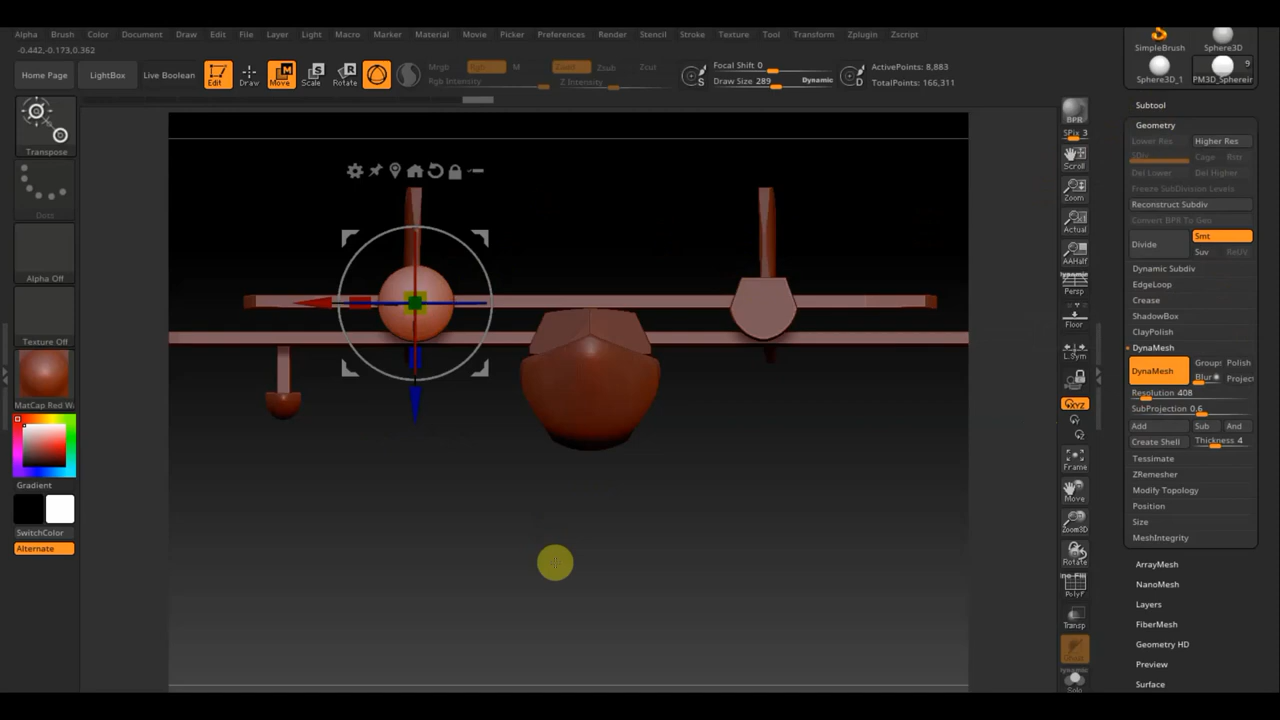 Alpha Brush Color Document Draw Edit File Layer Light Macro Marker Material Movie Picker Preferences Render Stencil Stroke Texture Tool Transform Zplugin Zscript
-0.442,-0.173,0.362
Home Page
LightBox
Live Boolean
Edit
Draw
Move
Scale
Rotate
Mrgb Rgb M
Rgb Intensity
Zadd Zsub Zcut
Z Intensity
S
Focal Shift 0
Draw Size 289 Dynamic
D
ActivePoints: 8,883
TotalPoints: 166,311
Transpose
Dots
Alpha Off
Texture Off
MatCap Red W
Gradient
SwitchColor
Alternate
BPR
SPix 3
Scroll
Zoom
Actual
AAHalf
Dynamic
Persp
Floor
L.Sym
XYZ
Frame
Move
Zoom3D
Rotate
PolyF
Transp
Ghost
Dynamic
Solo
SimpleBrush Sphere3D
9
Sphere3D_1 PM3D_Spherein
Subtool
Geometry
Lower Res Higher Res
SDiv Cage Rstr
Del Lower Del Higher
Freeze SubDivision Levels
Reconstruct Subdiv
Convert BPR To Geo
Divide Smt
Suv ReUV
Dynamic Subdiv
EdgeLoop
Crease
ShadowBox
ClayPolish
DynaMesh
DynaMesh Group Polish
Blur Project
Resolution 408
SubProjection 0.6
Add Sub And
Create Shell Thickness 4
Tessimate
ZRemesher
Modify Topology
Position
Size
MeshIntegrity
ArrayMesh
NanoMesh
Layers
FiberMesh
Geometry HD
Preview
Surface